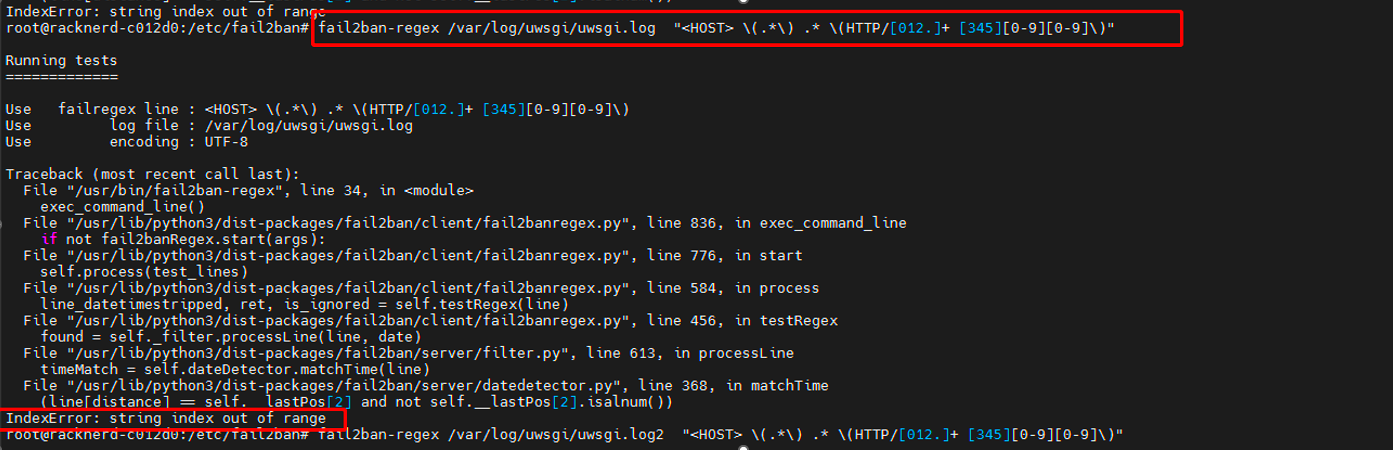 IndexError: string index out of range
root@racknerd-c012d0:/etc/fail2ban# fail2ban-regex /var/log/uwsgi/uwsgi.log  "<HOST> \(.*\) .* \(HTTP/[012.]+ [345][0-9][0-9]\)"
Running tests
=============
Use   failregex line : <HOST> \(.*\) .* \(HTTP/[012.]+ [345][0-9][0-9]\)
Use         log file : /var/log/uwsgi/uwsgi.log
Use         encoding : UTF-8
Traceback (most recent call last):
  File "/usr/bin/fail2ban-regex", line 34, in <module>
    exec_command_line()
  File "/usr/lib/python3/dist-packages/fail2ban/client/fail2banregex.py", line 836, in exec_command_line
    if not fail2banRegex.start(args):
  File "/usr/lib/python3/dist-packages/fail2ban/client/fail2banregex.py", line 776, in start
    self.process(test_lines)
  File "/usr/lib/python3/dist-packages/fail2ban/client/fail2banregex.py", line 584, in process
    line_datetimestripped, ret, is_ignored = self.testRegex(line)
  File "/usr/lib/python3/dist-packages/fail2ban/client/fail2banregex.py", line 456, in testRegex
    found = self._filter.processLine(line, date)
  File "/usr/lib/python3/dist-packages/fail2ban/server/filter.py", line 613, in processLine
    timeMatch = self.dateDetector.matchTime(line)
  File "/usr/lib/python3/dist-packages/fail2ban/server/datedetector.py", line 368, in matchTime
    (line[distance] == self.__lastPos[2] and not self.__lastPos[2].isalnum())
IndexError: string index out of range
root@racknerd-c012d0:/etc/fail2ban# fail2ban-regex /var/log/uwsgi/uwsgi.log2  "<HOST> \(.*\) .* \(HTTP/[012.]+ [345][0-9][0-9]\)"